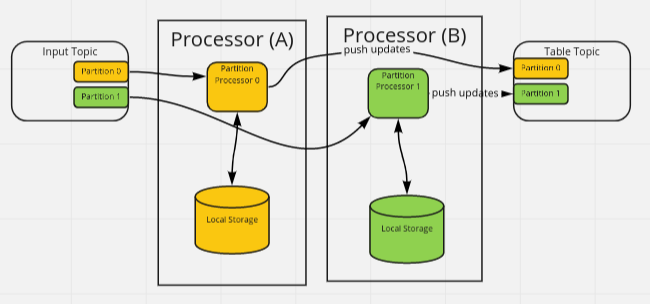 Input Topic
Partition 0
Partition 1
Processor (A)
Partition
Processor 0
Local Storage
Processor (B)
push updates
Partition
Processor 1
push updates
Local Storage
Table Topic
Partition 0
Partition 1